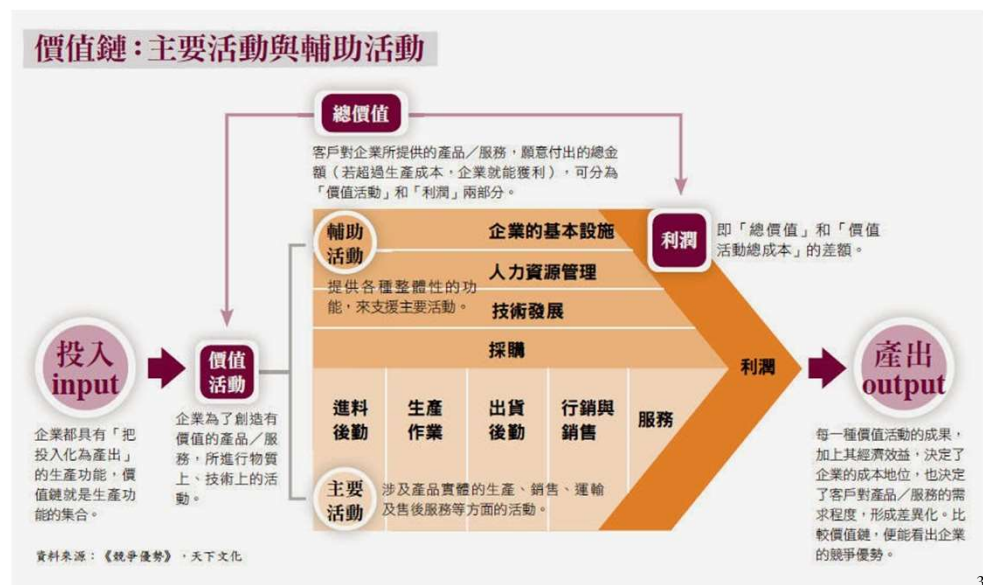 價值鏈：主要活動與輔助活動
總價值
客戶對企業所提供的產品／服務，願意付出的總金
額（若超過生產成本，企業就能獲利），可分為
「價值活動」和「利潤」兩部分。
輔助
活動
提供各種整體性的功
能，來支援主要活動。
企業的基本設施
人力資源管理
技術發展
採購
利潤
即「總價值」和「價值
活動總成本」的差額。
投入
input
企業都具有「把
投入化為產出」
的生產功能，價
值鏈就是生產功
能的集合。
價值
活動
企業為了創造有
價值的產品／服
務，所進行物質
上、技術上的活
動。
進料
後勤
生產
作業
出貨
後勤
行銷與
銷售
服務
利潤
主要
活動
涉及產品實體的生產、銷售、運輸
及售後服務等方面的活動。
產出
output
每一種價值活動的成果，
加上其經濟效益，決定了
企業的成本地位，也決定
了客戶對產品／服務的需
求程度，形成差異化。比
較價值鏈，便能看出企業
的競爭優勢。
資料來源：《競爭優勢》，天下文化
3